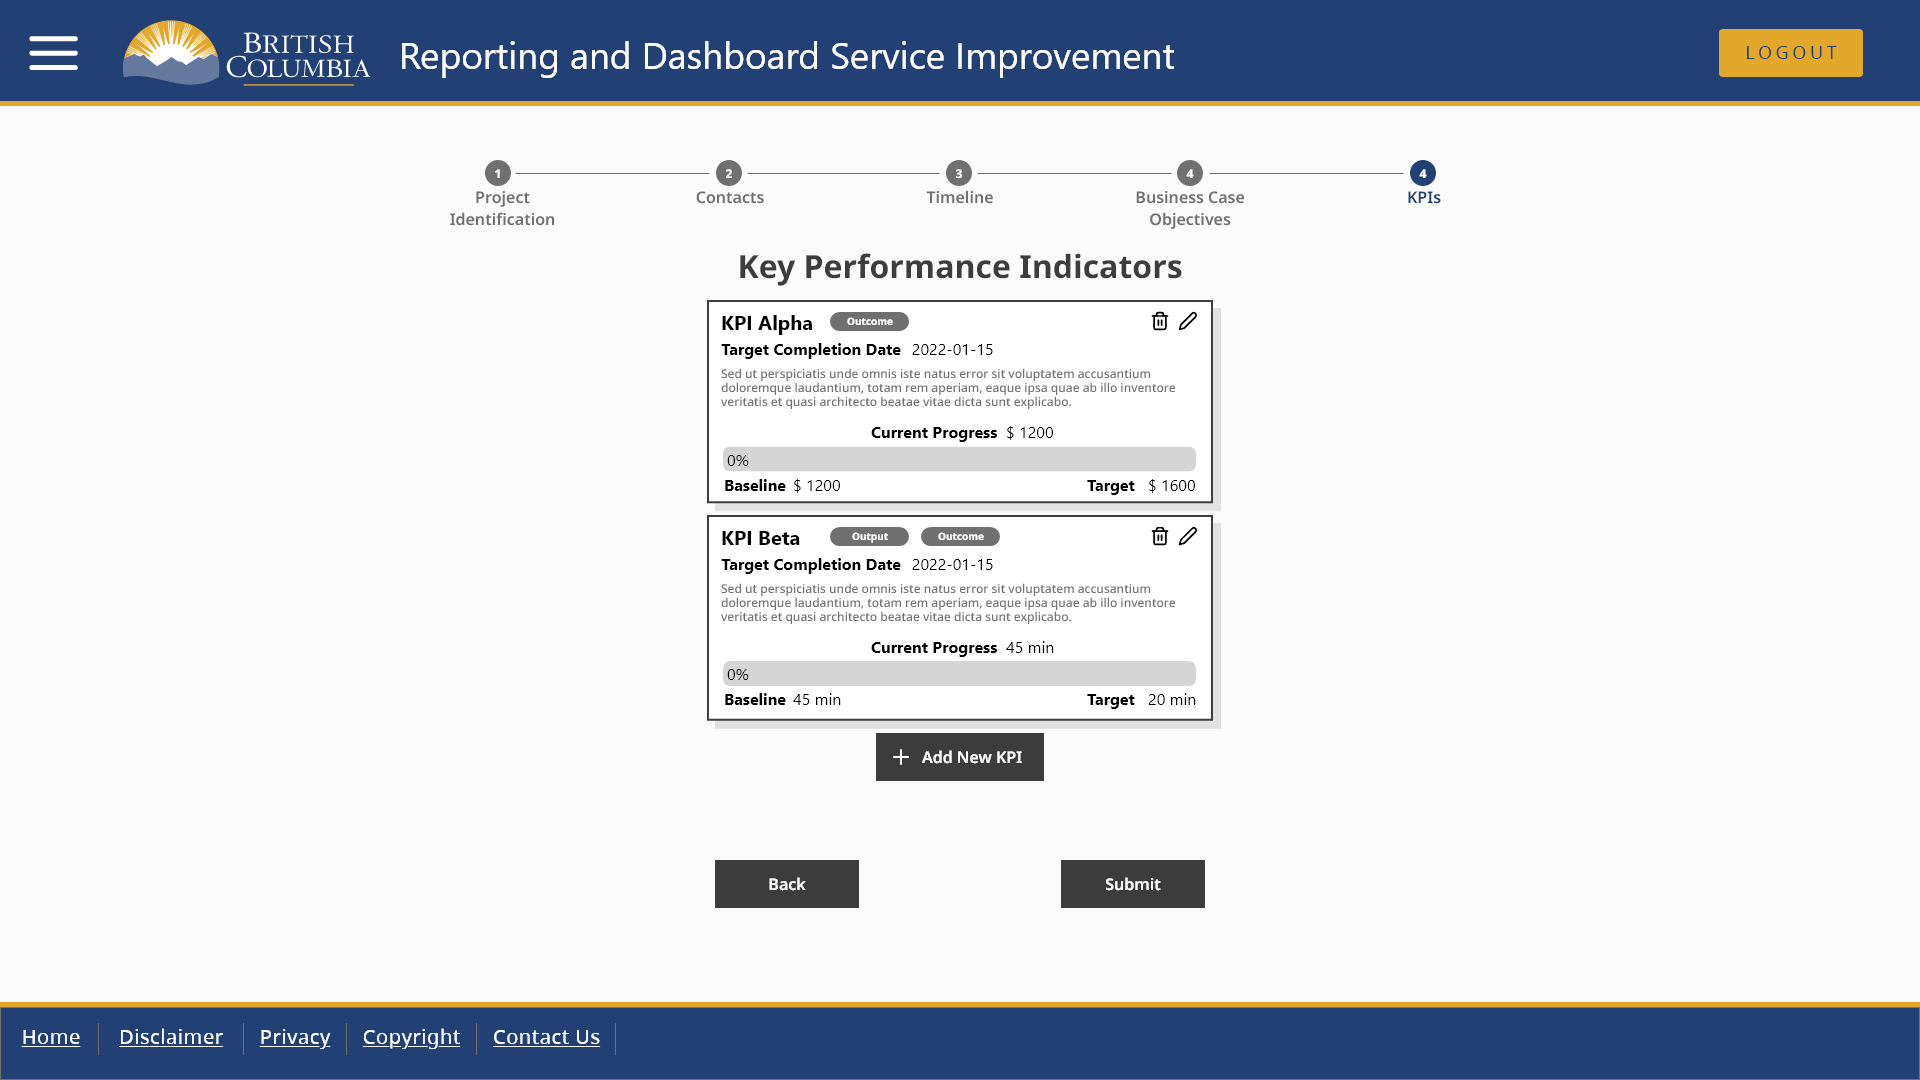 BRITISH
COLUMBIA
Reporting and Dashboard Service Improvement
LOGOUT
1
2
3
4
4
Project
Identification
Contacts
Timeline
Business Case
Objectives
KPIs
Key Performance Indicators
KPI Alpha Outcome
Target Completion Date 2022-01-15
Sed ut perspiciatis unde omnis iste natus error sit voluptatem accusantium
doloremque laudantium, totam rem aperiam, eaque ipsa quae ab illo inventore
veritatis et quasi architecto beatae vitae dicta sunt explicabo.
Current Progress $ 1200
0%
Baseline $ 1200 Target $ 1600
KPI Beta Output Outcome
Target Completion Date 2022-01-15
Sed ut perspiciatis unde omnis iste natus error sit voluptatem accusantium
doloremque laudantium, totam rem aperiam, eaque ipsa quae ab illo inventore
veritatis et quasi architecto beatae vitae dicta sunt explicabo.
Current Progress 45 min
0%
Baseline 45 min Target 20 min
Add New KPI
Back Submit
Home Disclaimer Privacy Copyright Contact Us